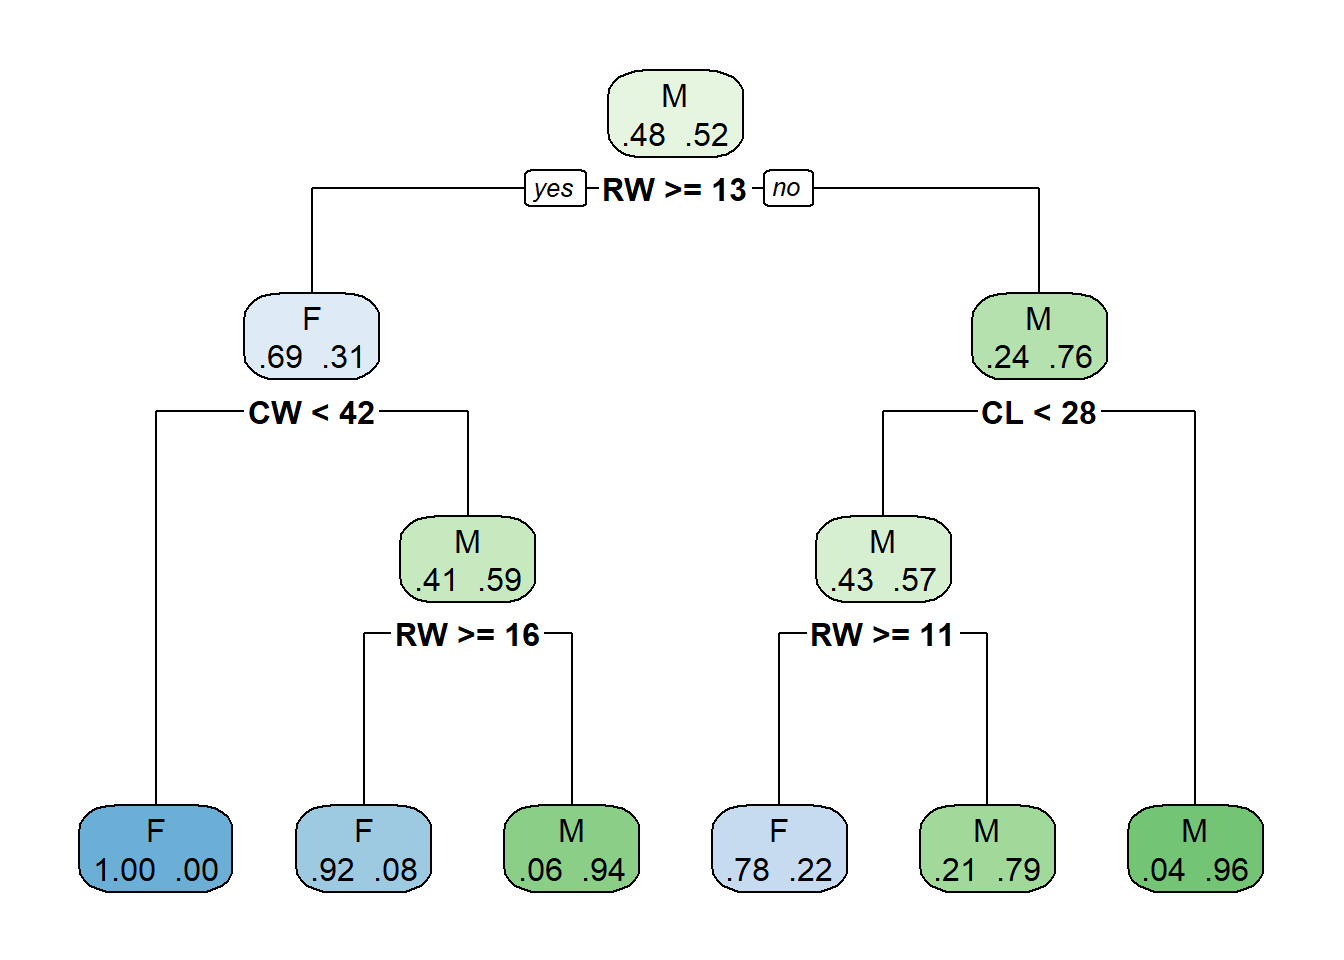 M
.48 .52
yes RW >= 13 no
F
.69 .31
M
.24 .76
CW < 42
CL < 28
M
.41 .59
M
.43 .57
RW >= 16
RW >= 11
F
1.00 .00
F
.92 .08
M
.06 .94
F
.78 .22
M
.21 .79
M
.04 .96